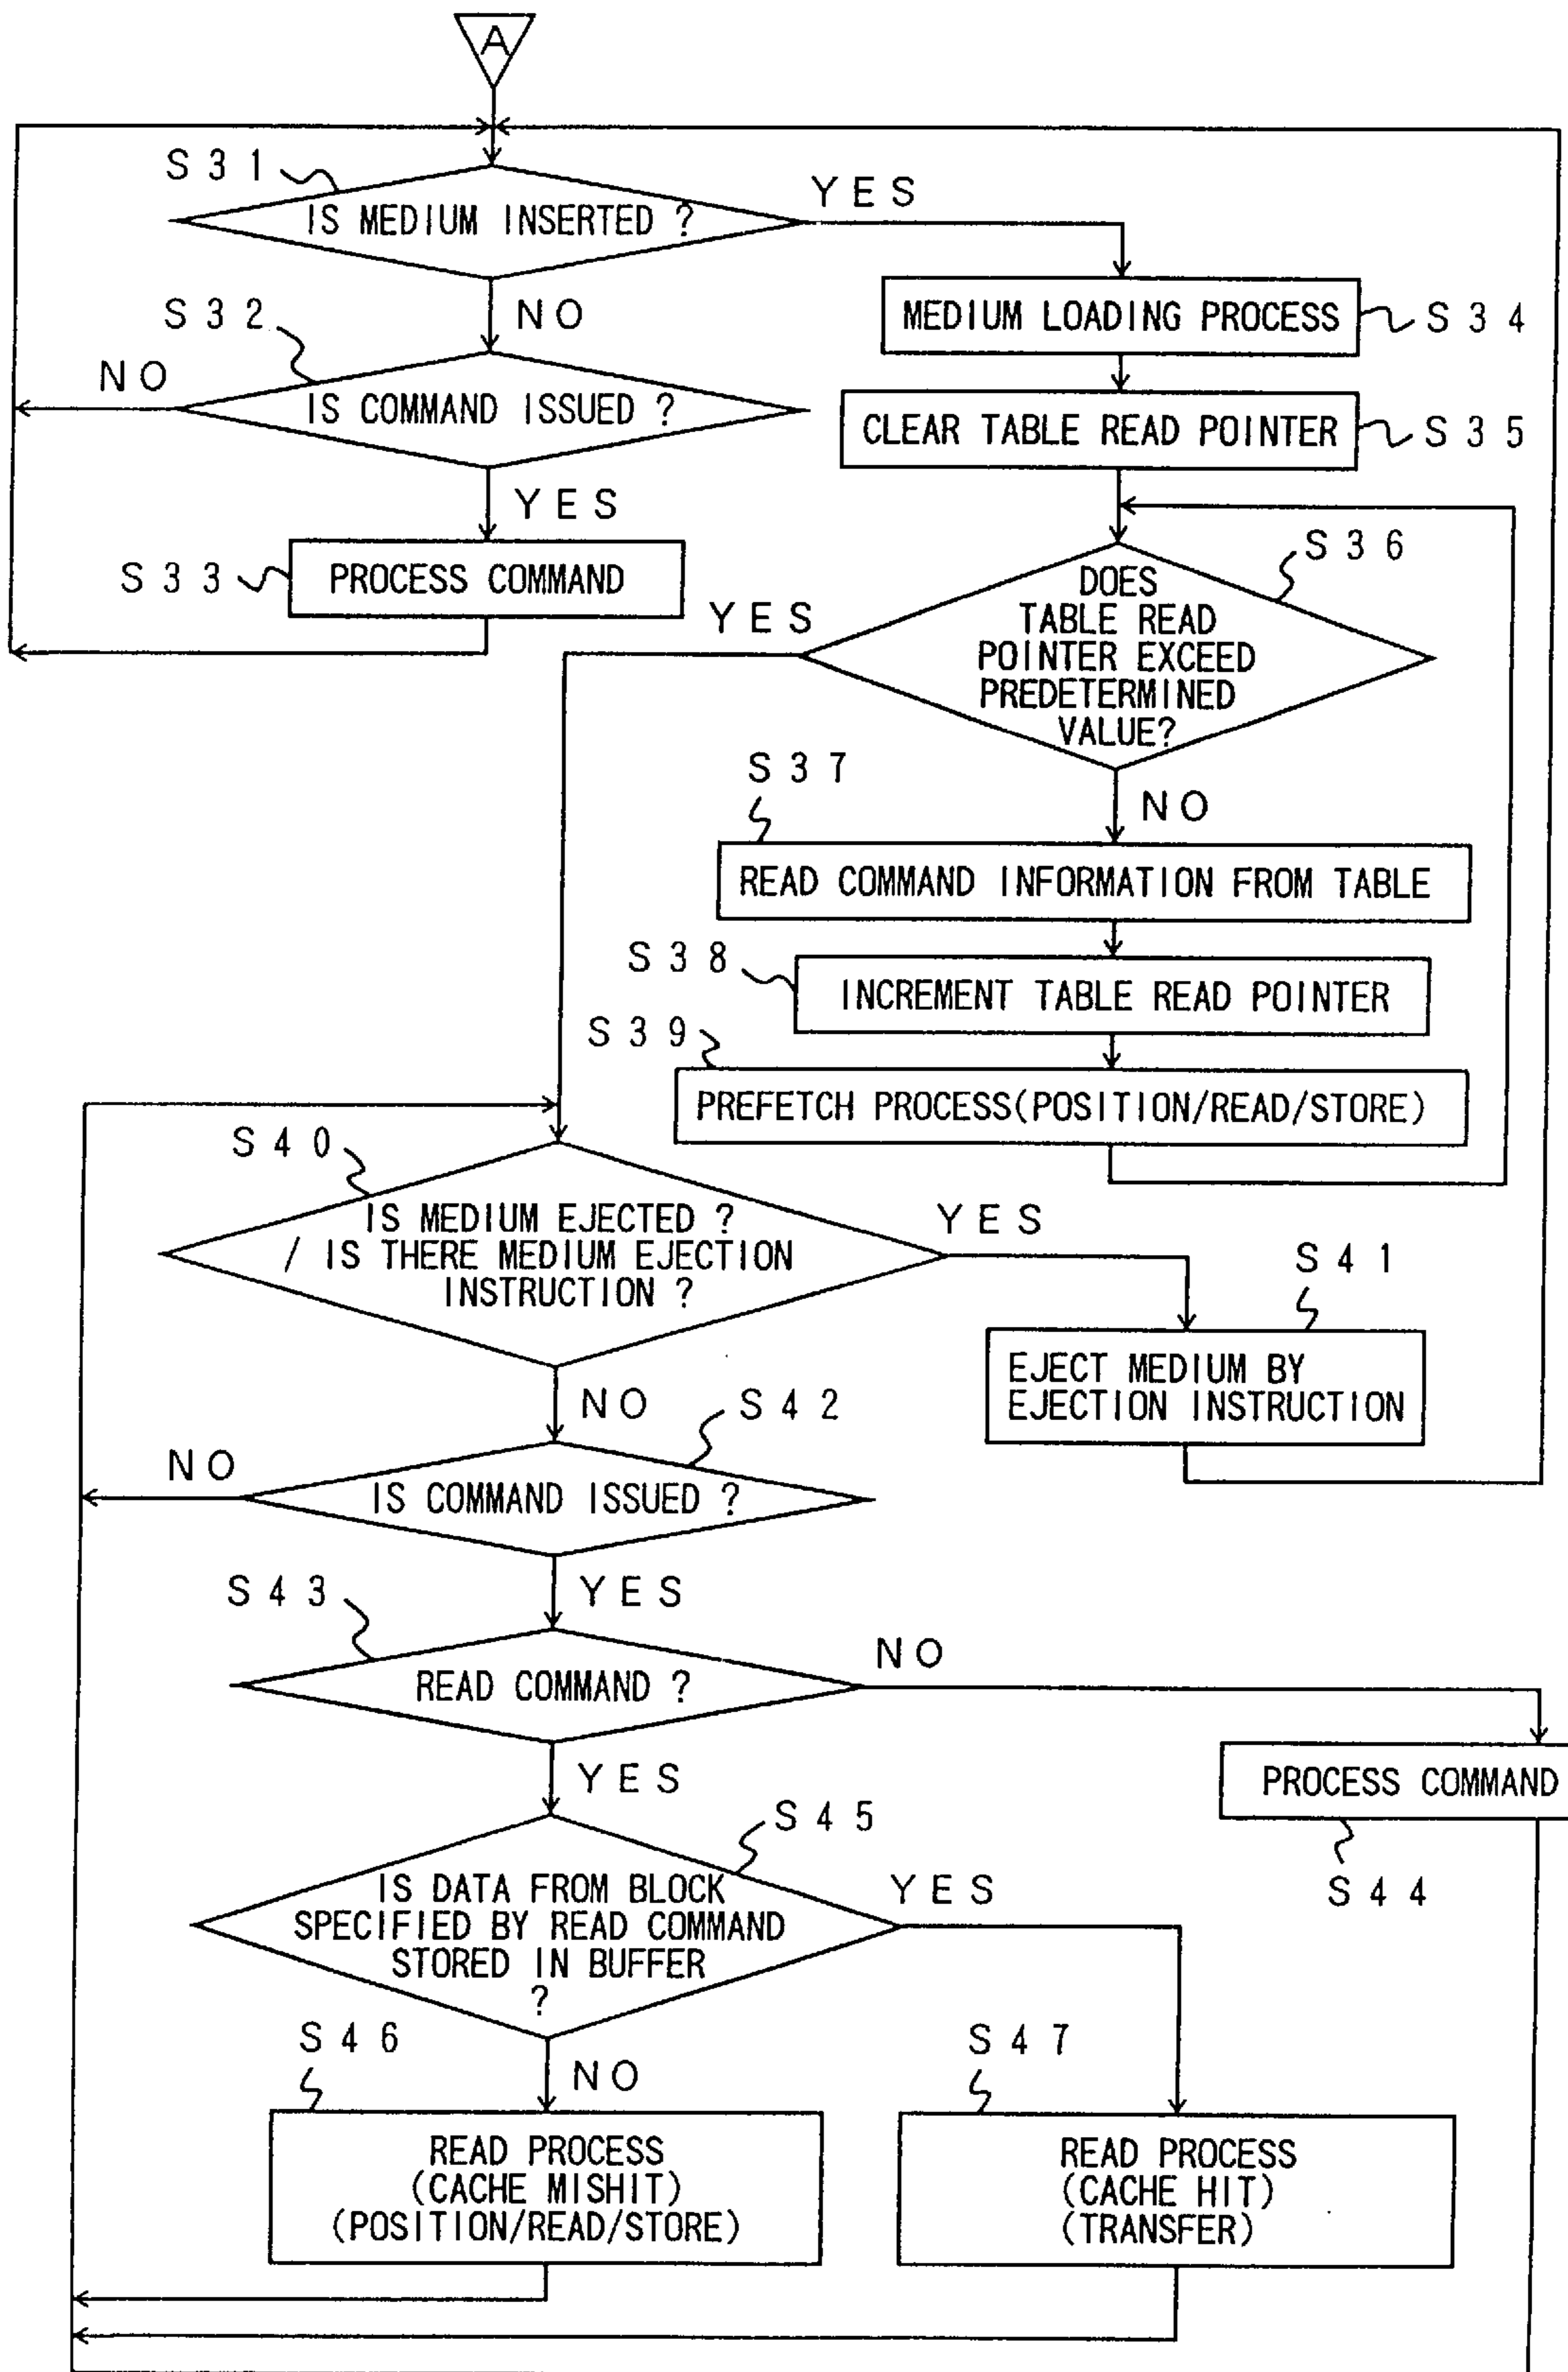 A
S31
IS MEDIUM INSERTED ?
YES
NO
S32
IS COMMAND ISSUED ?
NO
YES
S33
PROCESS COMMAND
MEDIUM LOADING PROCESS
S34
CLEAR TABLE READ POINTER
S35
S36
DOES
TABLE READ
POINTER EXCEED
PREDETERMINED
VALUE?
YES
NO
S37
READ COMMAND INFORMATION FROM TABLE
S38
INCREMENT TABLE READ POINTER
S39
PREFETCH PROCESS(POSITION/READ/STORE)
S40
IS MEDIUM EJECTED ?
/ IS THERE MEDIUM EJECTION
INSTRUCTION ?
YES
S41
EJECT MEDIUM BY
EJECTION INSTRUCTION
NO
S42
IS COMMAND ISSUED ?
NO
YES
S43
READ COMMAND ?
NO
PROCESS COMMAND
S44
YES
S45
IS DATA FROM BLOCK
SPECIFIED BY READ COMMAND
STORED IN BUFFER
?
YES
NO
S46
READ PROCESS
(CACHE MISHIT)
(POSITION/READ/STORE)
S47
READ PROCESS
(CACHE HIT)
(TRANSFER)